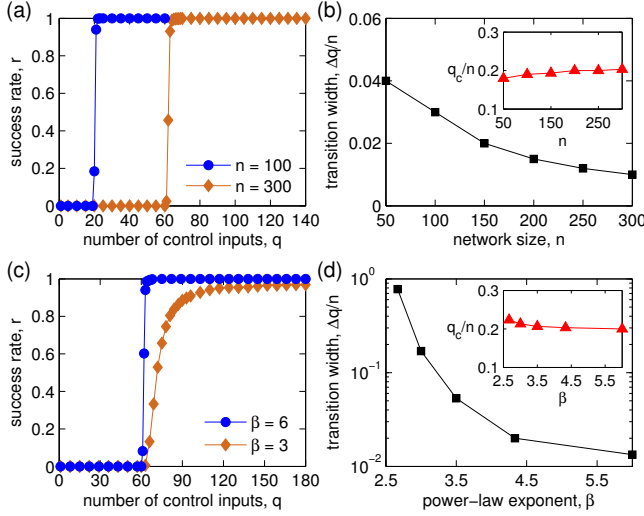 (a)
success rate, r
1
0.8
0.6
0.4
0.2
0
n = 100
n = 300
0 20 40 60 80 100 120 140
number of control inputs, q
(b)
transition width, Δq/n
0.06
0.04
0.02
0
qc/n
0.3
0.2
0.1
50 150 250
n
50 100 150 200 250 300
network size, n
(c)
success rate, r
1
0.8
0.6
0.4
0.2
0
β = 6
β = 3
0 30 60 90 120 150 180
number of control inputs, q
(d)
transition width, Δq/n
10^0
10^−1
10^−2
qc/n
0.3
0.2
0.1
2.5 3.5 4.5 5.5
β
2.5 3.5 4.5 5.5
power−law exponent, β